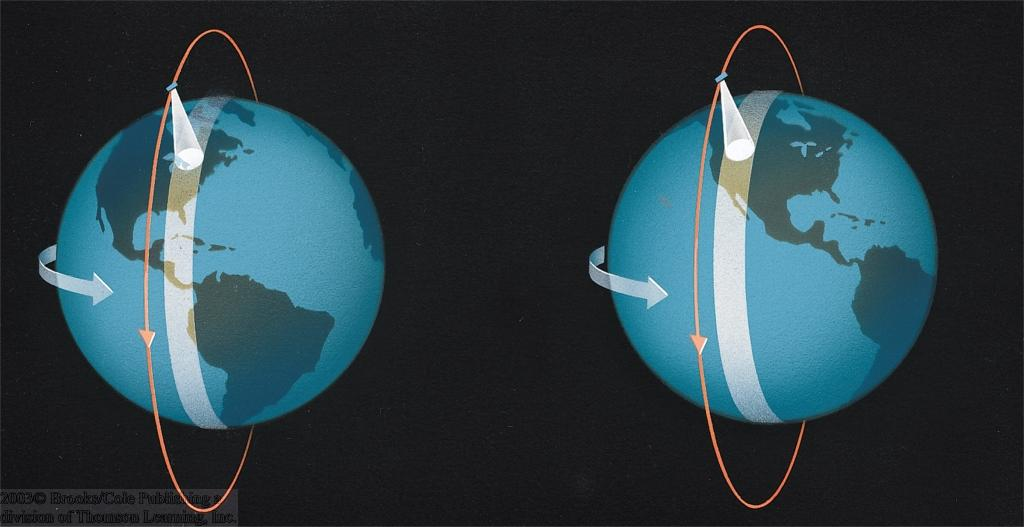 2003© Brooks/Cole Publishing a
division of Thomson Learning, Inc.